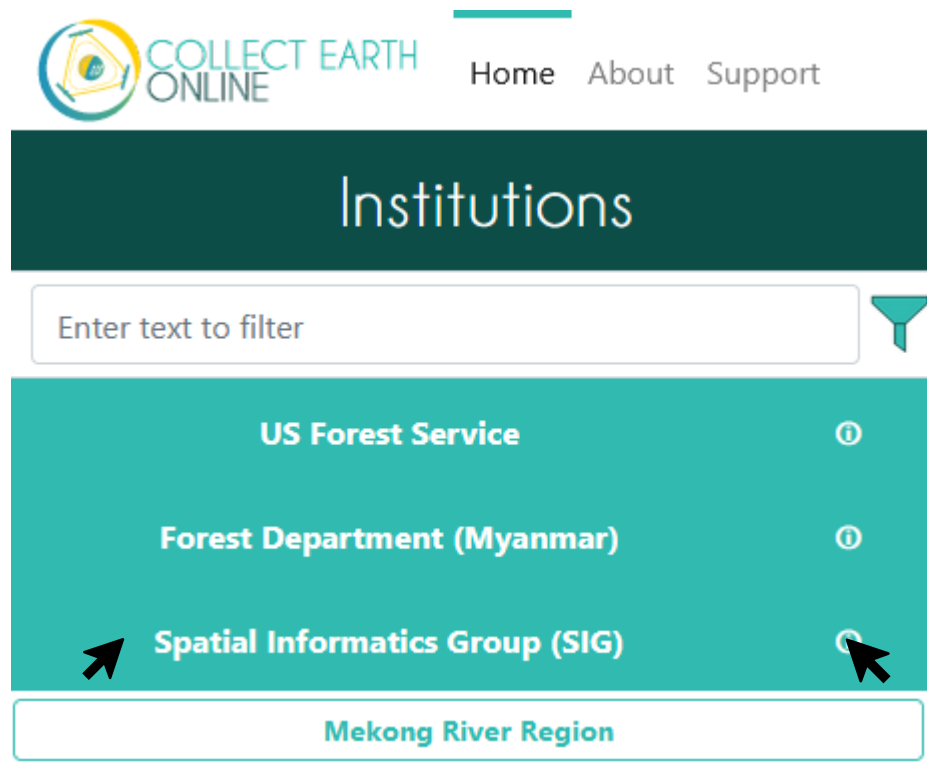 COLLECT EARTH
ONLINE
Home About Support
Institutions
Enter text to filter
US Forest Service
Forest Department (Myanmar)
Spatial Informatics Group (SIG)
Mekong River Region